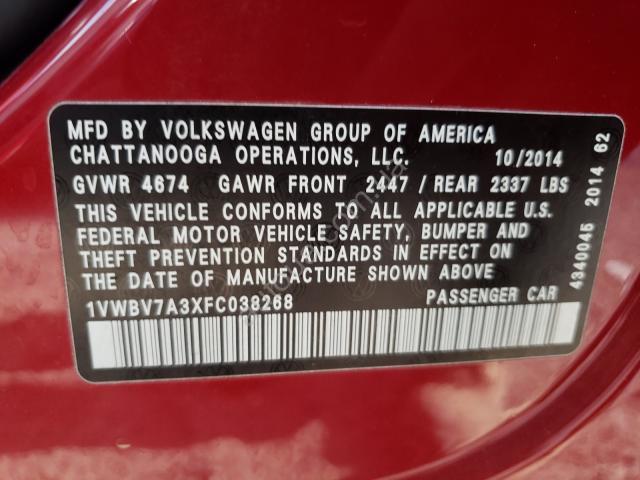 MFD BY VOLKSWAGEN GROUP OF AMERICA
CHATTANOOGA OPERATIONS, LLC. 10/2014
GVWR 4674 GAWR FRONT 2447 / REAR 2337 LBS
THIS VEHICLE CONFORMS TO ALL APPLICABLE U.S.
FEDERAL MOTOR VEHICLE SAFETY, BUMPER AND
THEFT PREVENTION STANDARDS IN EFFECT ON
THE DATE OF MANUFACTURE SHOWN ABOVE
1VWBV7A3XFC038268 PASSENGER CAR
4340046 2014 62